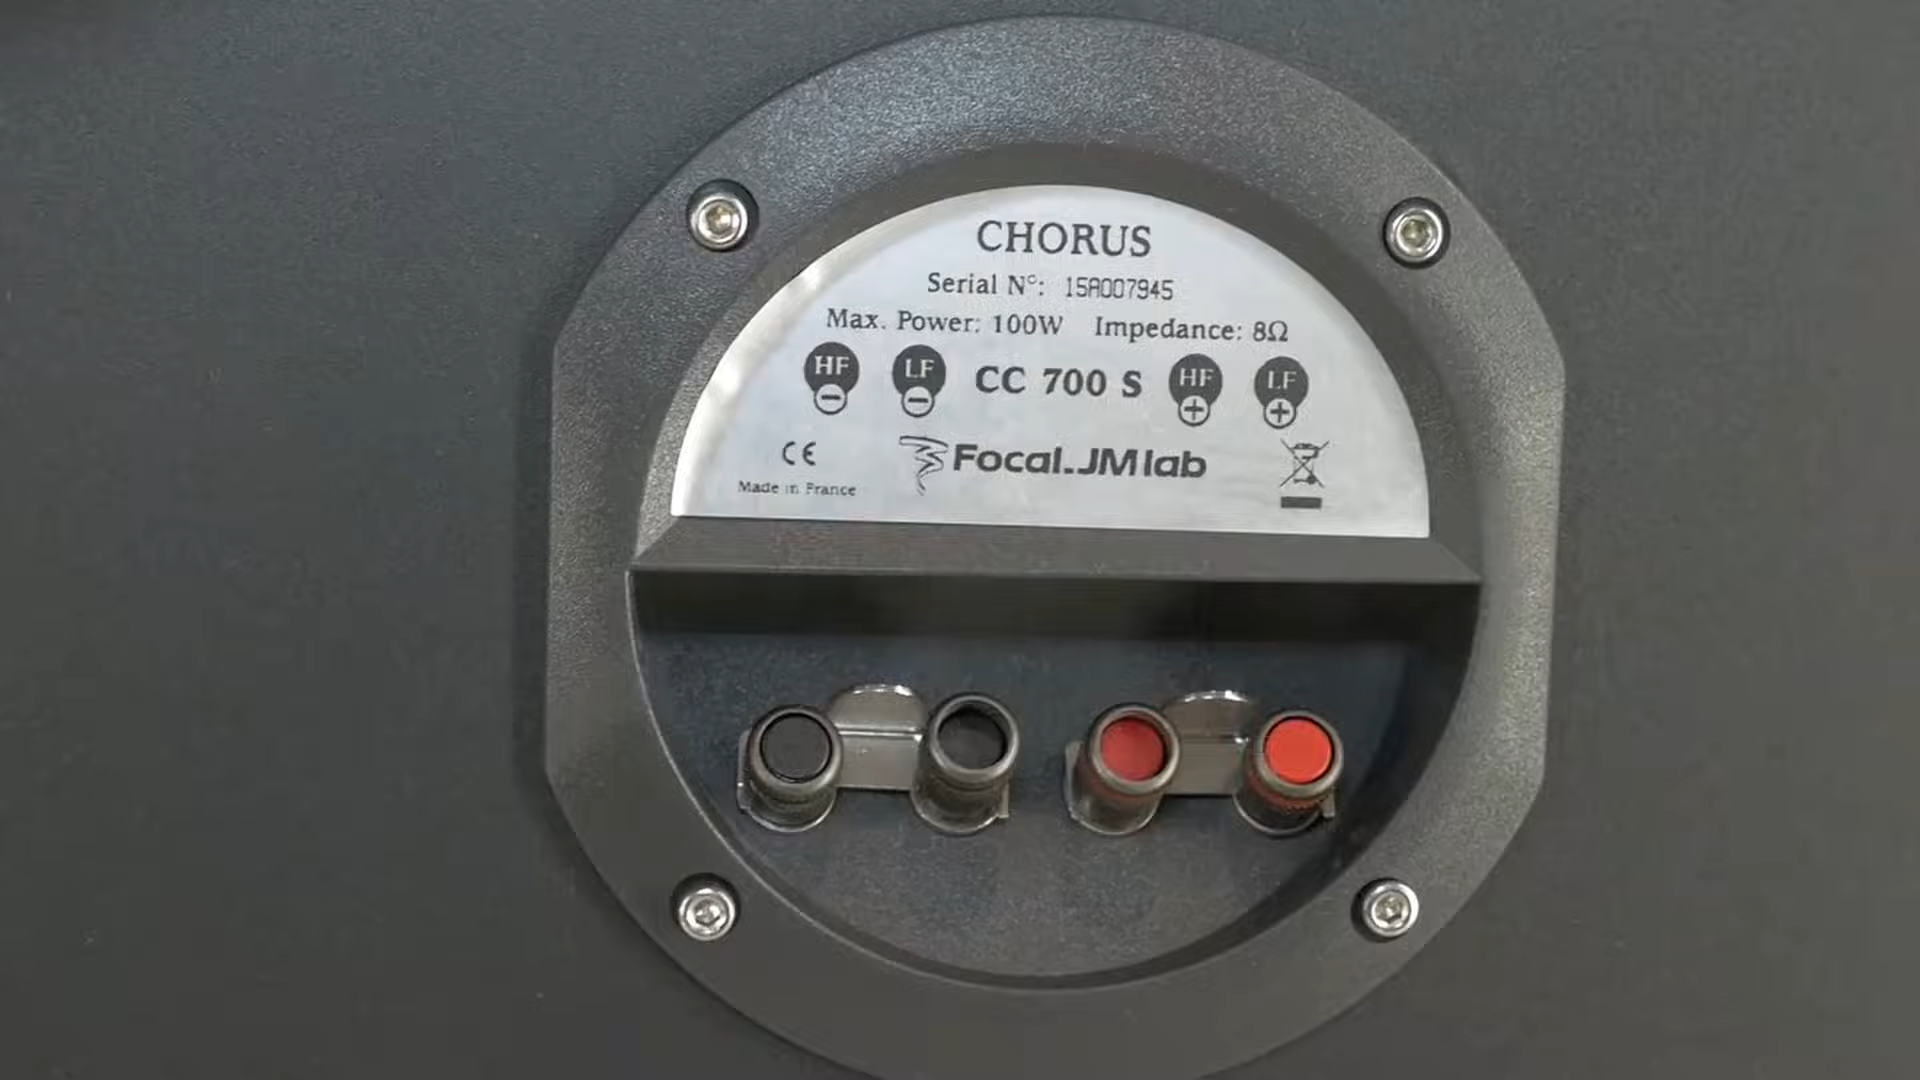 CHORUS
Serial N°: 15A007945
Max. Power: 100W Impedance: 8Ω
HF LF CC 700 S HF LF
− − + +
CE Focal.JMlab
Made in France